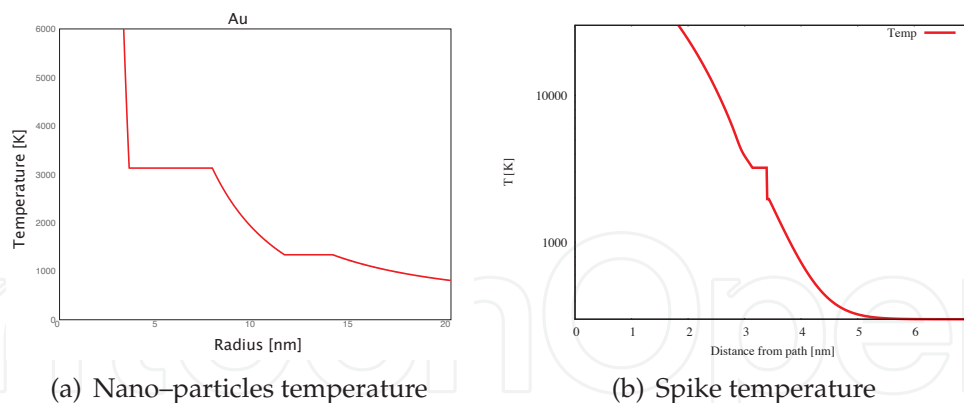 Au
Temperature [K]
6000
5000
4000
3000
2000
1000
0
0 5 10 15 20
Radius [nm]
(a) Nano–particles temperature
Temp
T [K]
10000
1000
0 1 2 3 4 5 6
Distance from path [nm]
(b) Spike temperature